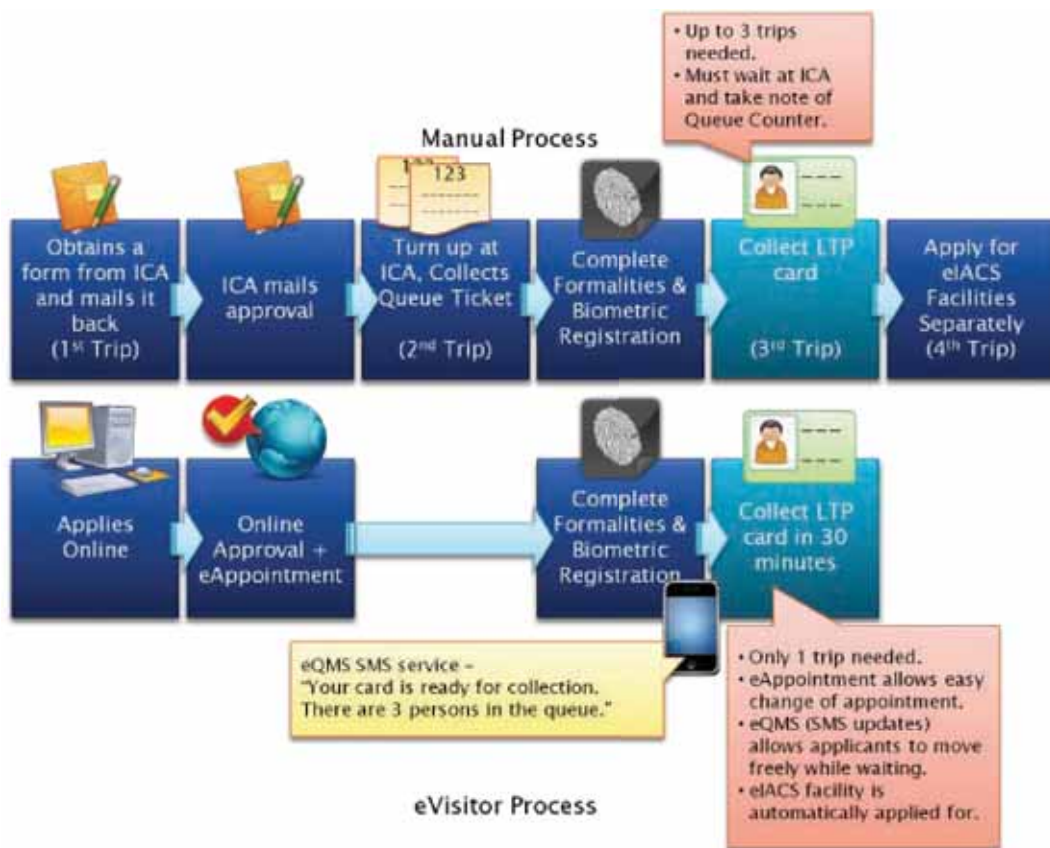 • Up to 3 trips
needed.
• Must wait at ICA
and take note of
Queue Counter.
Manual Process
123
123
Obtains a
form from ICA
and mails it
back
(1st Trip)
ICA mails
approval
Turn up at
ICA, Collects
Queue Ticket
(2nd Trip)
Complete
Formalities &
Biometric
Registration
Collect LTP
card
(3rd Trip)
Apply for
eIACS
Facilities
Separately
(4th Trip)
Applies
Online
Online
Approval +
eAppointment
Complete
Formalities &
Biometric
Registration
Collect LTP
card in 30
minutes
eQMS SMS service –
"Your card is ready for collection.
There are 3 persons in the queue."
• Only 1 trip needed.
• eAppointment allows easy
change of appointment.
• eQMS (SMS updates)
allows applicants to move
freely while waiting.
• eIACS facility is
automatically applied for.
eVisitor Process